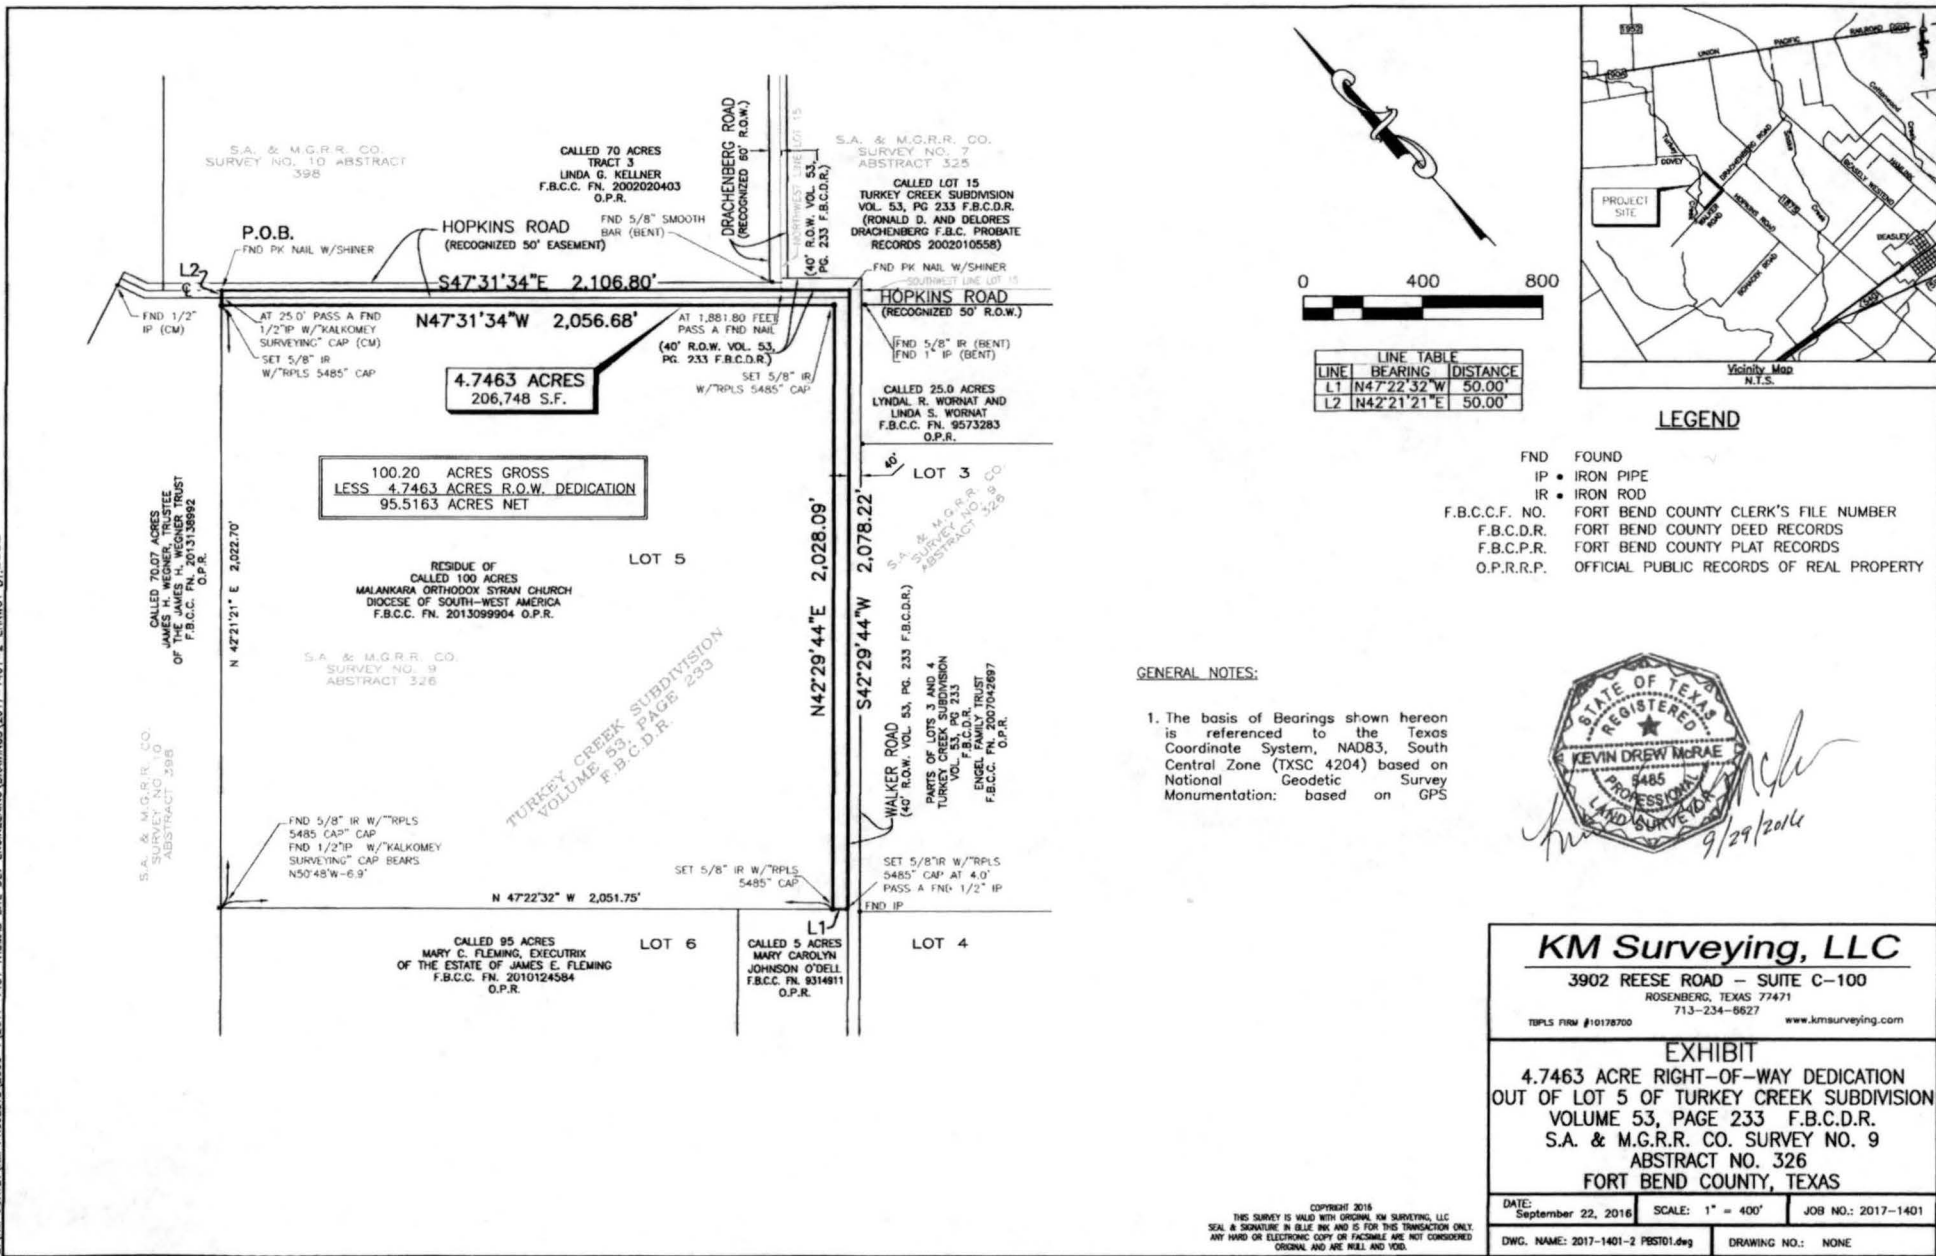 S.A. & M.G.R.R. CO.
SURVEY NO. 10 ABSTRACT
398
CALLED 70 ACRES
TRACT 3
LINDA G. KELLNER
F.B.C.C. FN. 2002020403
O.P.R.
DRACHENBERG ROAD
(RECOGNIZED 60' R.O.W.)
NORTHWEST LINE LOT 15
(40' R.O.W. VOL. 53,
PG. 233 F.B.C.D.R.)
S.A. & M.G.R.R. CO.
SURVEY NO. 7
ABSTRACT 325
CALLED LOT 15
TURKEY CREEK SUBDIVISION
VOL. 53, PG 233 F.B.C.D.R.
(RONALD D. AND DELORES
DRACHENBERG F.B.C. PROBATE
RECORDS 2002010558)
P.O.B.
FND PK NAIL W/SHINER
HOPKINS ROAD
(RECOGNIZED 50' EASEMENT)
FND 5/8" SMOOTH
BAR (BENT)
FND PK NAIL W/SHINER
SOUTHWEST LINE LOT 15
HOPKINS ROAD
(RECOGNIZED 50' R.O.W.)
L2
S47°31'34"E 2,106.80'
N47°31'34"W 2,056.68'
FND 1/2"
IP (CM)
AT 25.0' PASS A FND
1/2"IP W/"KALKOMEY
SURVEYING" CAP (CM)
SET 5/8" IR
W/"RPLS 5485" CAP
AT 1,881.80 FEET
PASS A FND NAIL
(40' R.O.W. VOL. 53,
PG. 233 F.B.C.D.R.)
SET 5/8" IR
W/"RPLS 5485" CAP
FND 5/8" IR (BENT)
FND 1" IP (BENT)
4.7463 ACRES
206,748 S.F.
CALLED 25.0 ACRES
LYNDAL R. WORNAT AND
LINDA S. WORNAT
F.B.C.C. FN. 9573283
O.P.R.
100.20 ACRES GROSS
LESS 4.7463 ACRES R.O.W. DEDICATION
95.5163 ACRES NET
40'
LOT 3
S.A. & M.G.R.R. CO.
SURVEY NO. 9
ABSTRACT 326
CALLED 70.07 ACRES
JAMES H. WEGNER, TRUSTEE
OF THE JAMES H. WEGNER TRUST
F.B.C.C. FN. 2013138992
O.P.R.
N 42°21'21" E 2,022.70'
LOT 5
RESIDUE OF
CALLED 100 ACRES
MALANKARA ORTHODOX SYRAN CHURCH
DIOCESE OF SOUTH-WEST AMERICA
F.B.C.C. FN. 2013099904 O.P.R.
S.A. & M.G.R.R. CO.
SURVEY NO. 9
ABSTRACT 326
TURKEY CREEK SUBDIVISION
VOLUME 53, PAGE 233
F.B.C.D.R.
N42°29'44"E 2,028.09'
S42°29'44"W 2,078.22'
WALKER ROAD
(40' R.O.W. VOL. 53, PG. 233 F.B.C.D.R.)
PARTS OF LOTS 3 AND 4
TURKEY CREEK SUBDIVISION
VOL. 53, PG 233
F.B.C.D.R.
ENGEL FAMILY TRUST
F.B.C.C. FN. 2007042697
O.P.R.
S.A. & M.G.R.R. CO.
SURVEY NO. 10
ABSTRACT 398
FND 5/8" IR W/"RPLS
5485 CAP" CAP
FND 1/2"IP W/"KALKOMEY
SURVEYING" CAP BEARS
N50°48'W-6.9'
SET 5/8" IR W/"RPLS
5485" CAP
SET 5/8"IR W/"RPLS
5485" CAP AT 4.0'
PASS A FND 1/2" IP
FND IP
N 47°22'32" W 2,051.75'
L1
CALLED 95 ACRES
MARY C. FLEMING, EXECUTRIX
OF THE ESTATE OF JAMES E. FLEMING
F.B.C.C. FN. 2010124584
O.P.R.
LOT 6
CALLED 5 ACRES
MARY CAROLYN
JOHNSON O'DELL
F.B.C.C. FN. 9314911
O.P.R.
LOT 4
0 400 800
LINE TABLE
LINE BEARING DISTANCE
L1 N47°22'32"W 50.00'
L2 N42°21'21"E 50.00'
1952
UNION PACIFIC RAILROAD
Turkey
Creek
COVEY
DRACHENBERG ROAD
WALKER ROAD
HOPKINS ROAD
1875
Creek
Cottonwood
Creek
HAMLINK
BEASELY WESTEND
BEASLEY
PROJECT
SITE
Vicinity Map
N.T.S.
LEGEND
FND FOUND
IP • IRON PIPE
IR • IRON ROD
F.B.C.C.F. NO. FORT BEND COUNTY CLERK'S FILE NUMBER
F.B.C.D.R. FORT BEND COUNTY DEED RECORDS
F.B.C.P.R. FORT BEND COUNTY PLAT RECORDS
O.P.R.R.P. OFFICIAL PUBLIC RECORDS OF REAL PROPERTY
GENERAL NOTES:
1. The basis of Bearings shown hereon
is referenced to the Texas
Coordinate System, NAD83, South
Central Zone (TXSC 4204) based on
National Geodetic Survey
Monumentation: based on GPS
STATE OF TEXAS
REGISTERED
KEVIN DREW McRAE
5485
PROFESSIONAL
LAND SURVEYOR
9/29/2016
KM Surveying, LLC
3902 REESE ROAD - SUITE C-100
ROSENBERG, TEXAS 77471
713-234-6627
TBPLS FIRM #10178700 www.kmsurveying.com
EXHIBIT
4.7463 ACRE RIGHT-OF-WAY DEDICATION
OUT OF LOT 5 OF TURKEY CREEK SUBDIVISION
VOLUME 53, PAGE 233 F.B.C.D.R.
S.A. & M.G.R.R. CO. SURVEY NO. 9
ABSTRACT NO. 326
FORT BEND COUNTY, TEXAS
DATE: September 22, 2016 SCALE: 1" = 400' JOB NO.: 2017-1401
DWG. NAME: 2017-1401-2 PBST01.dwg DRAWING NO.: NONE
COPYRIGHT 2016
THIS SURVEY IS VALID WITH ORIGINAL KM SURVEYING, LLC
SEAL & SIGNATURE IN BLUE INK AND IS FOR THIS TRANSACTION ONLY.
ANY HARD OR ELECTRONIC COPY OR FACSIMILE ARE NOT CONSIDERED
ORIGINAL AND ARE NULL AND VOID.